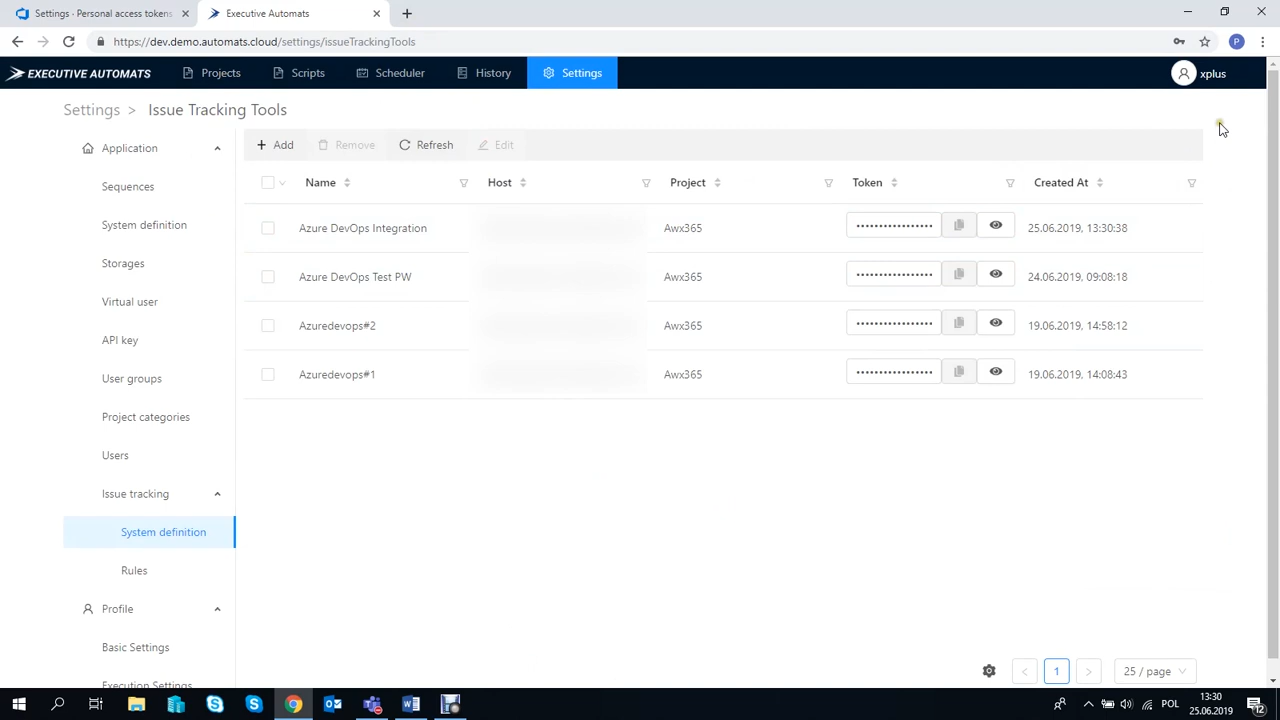 Settings - Personal access tokens
Executive Automats
https://dev.demo.automats.cloud/settings/issueTrackingTools
P
EXECUTIVE AUTOMATS
Projects
Scripts
Scheduler
History
Settings
xplus
Settings > Issue Tracking Tools
Application
Sequences
System definition
Storages
Virtual user
API key
User groups
Project categories
Users
Issue tracking
System definition
Rules
Profile
Basic Settings
Execution Settings
Add Remove Refresh Edit
Name Host Project Token Created At
Azure DevOps Integration Awx365 ••••••••••••••••• 25.06.2019, 13:30:38
Azure DevOps Test PW Awx365 ••••••••••••••••• 24.06.2019, 09:08:18
Azuredevops#2 Awx365 ••••••••••••••••• 19.06.2019, 14:58:12
Azuredevops#1 Awx365 ••••••••••••••••• 19.06.2019, 14:08:43
< 1 > 25 / page
POL
13:30
25.06.2019
12